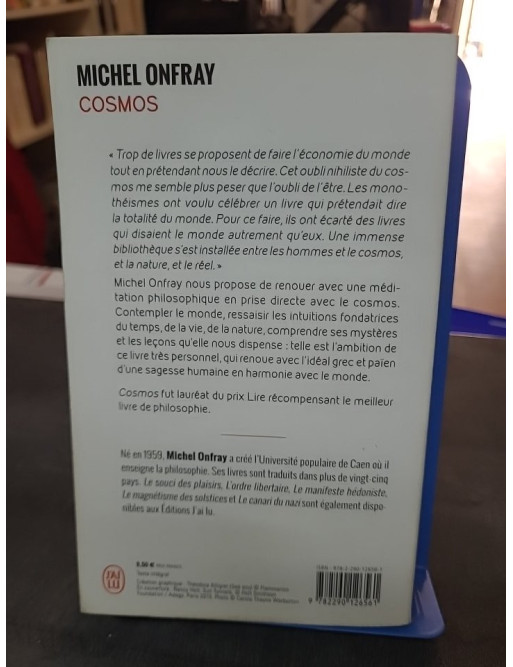 MICHEL ONFRAY
COSMOS
« Trop de livres se proposent de faire l'économie du monde
tout en prétendant nous le décrire. Cet oubli nihiliste du cos-
mos me semble plus peser que l'oubli de l'être. Les mono-
théismes ont voulu célébrer un livre qui prétendait dire
la totalité du monde. Pour ce faire, ils ont écarté des livres
qui disaient le monde autrement qu'eux. Une immense
bibliothèque s'est installée entre les hommes et le cosmos,
et la nature, et le réel. »
Michel Onfray nous propose de renouer avec une médi-
tation philosophique en prise directe avec le cosmos.
Contempler le monde, ressaisir les intuitions fondatrices
du temps, de la vie, de la nature, comprendre ses mystères
et les leçons qu'elle nous dispense : telle est l'ambition de
ce livre très personnel, qui renoue avec l'idéal grec et païen
d'une sagesse humaine en harmonie avec le monde.
Cosmos fut lauréat du prix Lire récompensant le meilleur
livre de philosophie.
Né en 1959, Michel Onfray a créé l'Université populaire de Caen où il
enseigne la philosophie. Ses livres sont traduits dans plus de vingt-cinq
pays. Le souci des plaisirs, L'ordre libertaire, Le manifeste hédoniste,
Le magnétisme des solstices et Le canari du nazi sont également dispo-
nibles aux Éditions J'ai lu.
Texte intégral
J'AI
LU
9 782290 126561